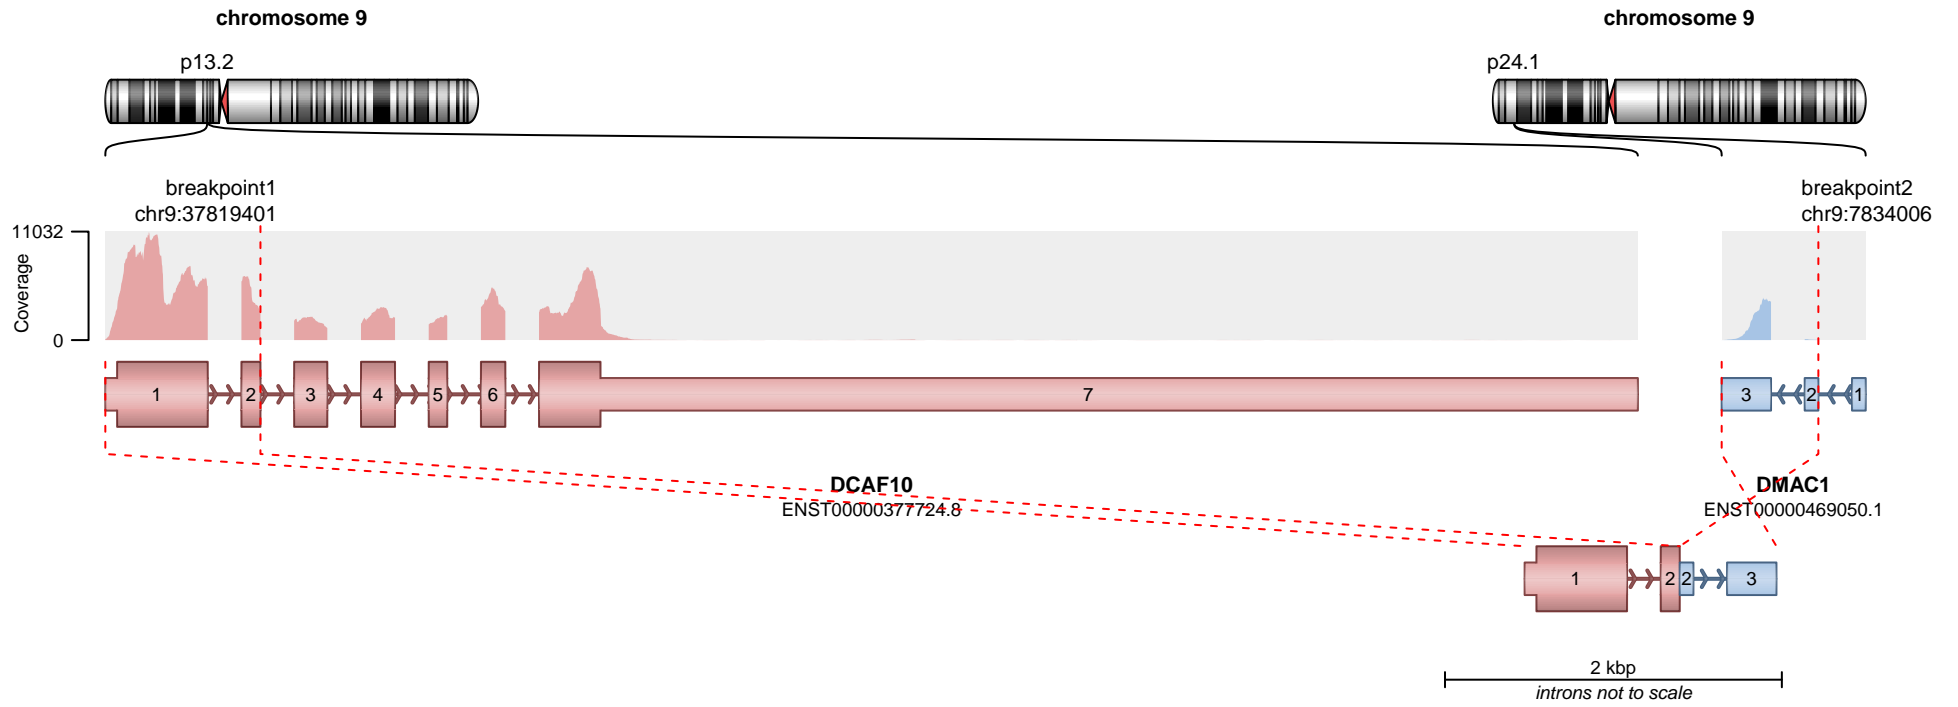 chromosome 9
chromosome 9
p13.2
p24.1
breakpoint1
chr9:37819401
breakpoint2
chr9:7834006
11032
0
Coverage
1
2
3
4
5
6
7
3
2
1
DCAF10
ENST00000377724.8
DMAC1
ENST00000469050.1
1
2
2
3
2 kbp
introns not to scale